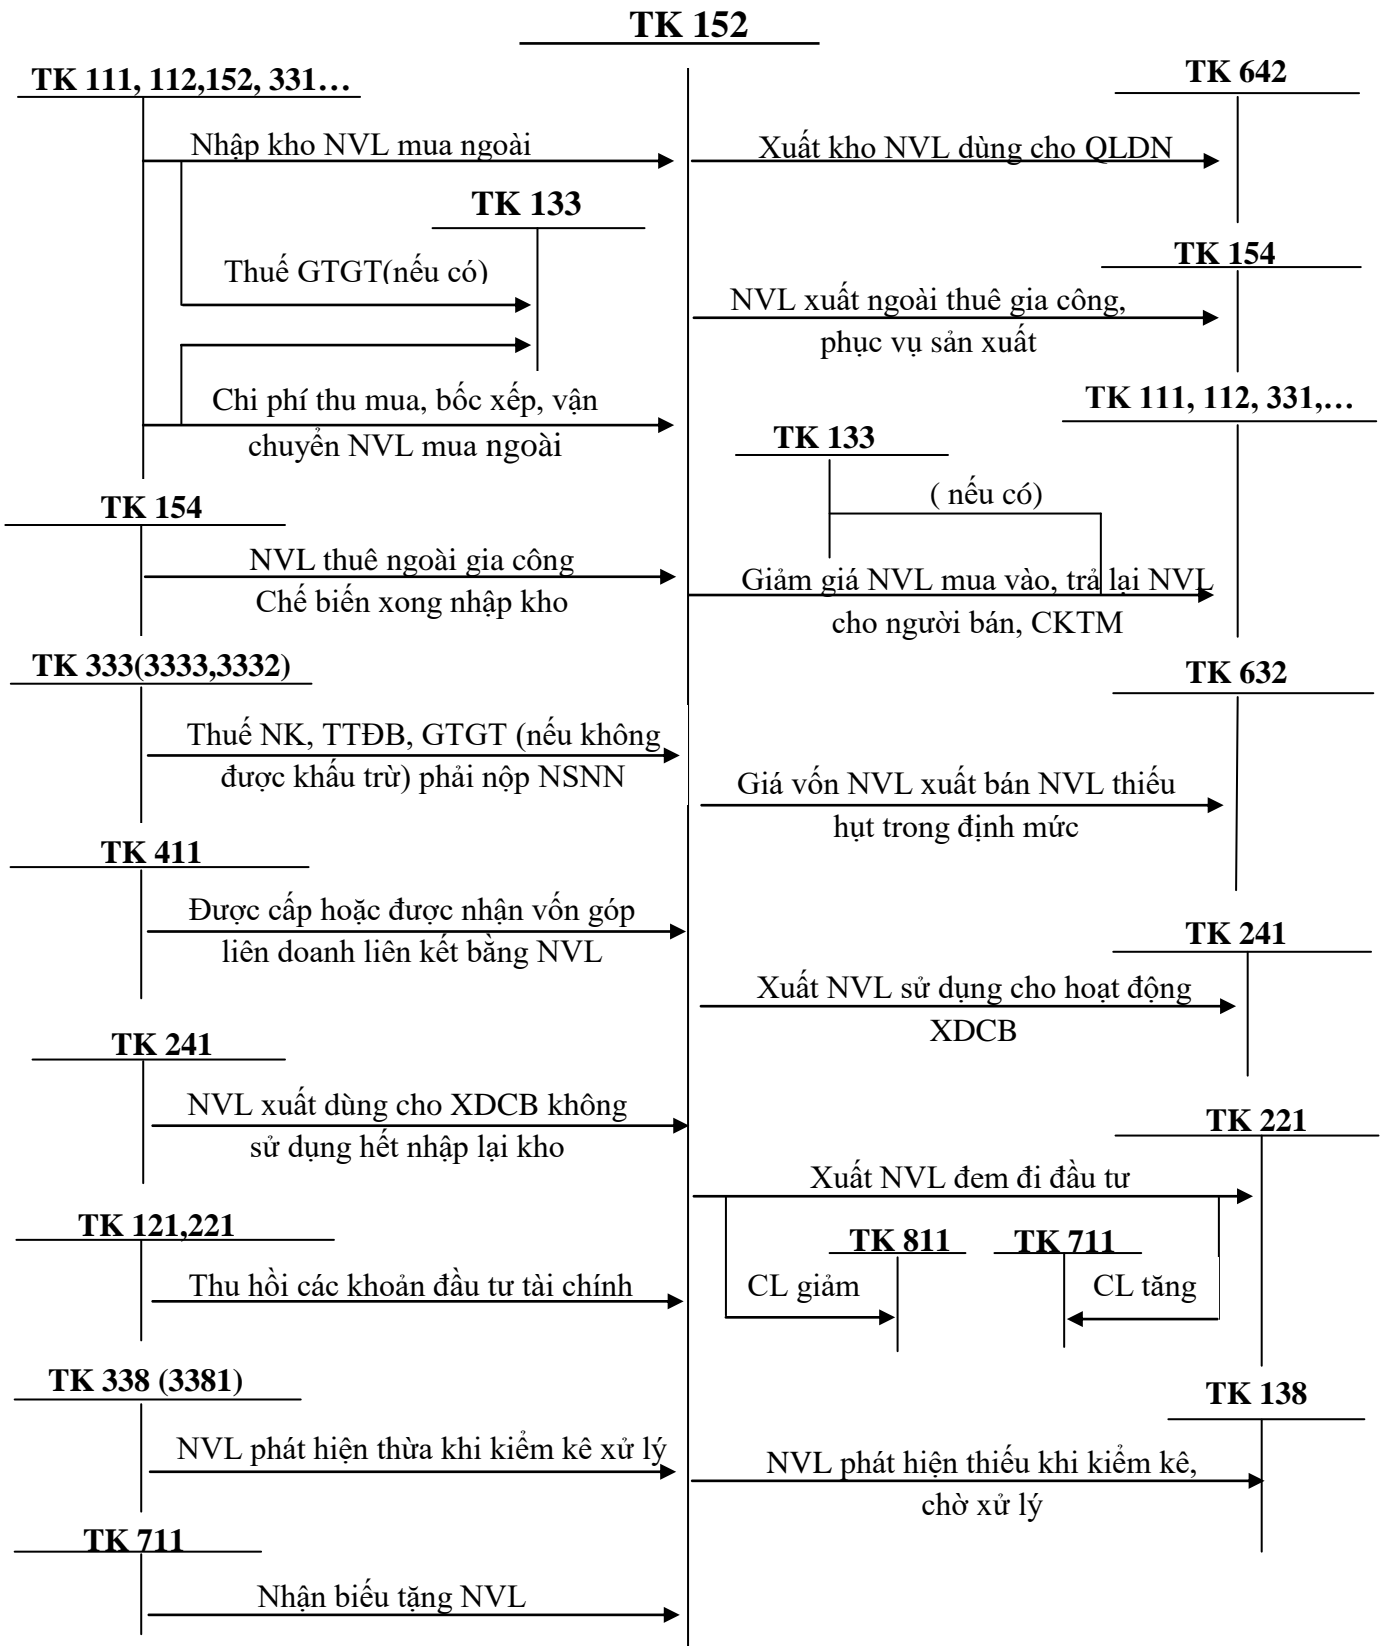 TK 152
TK 111, 112,152, 331…
Nhập kho NVL mua ngoài
TK 133
Thuế GTGT(nếu có)
Chi phí thu mua, bốc xếp, vận
chuyển NVL mua ngoài
TK 154
NVL thuê ngoài gia công
Chế biến xong nhập kho
TK 333(3333,3332)
Thuế NK, TTĐB, GTGT (nếu không
được khấu trừ) phải nộp NSNN
TK 411
Được cấp hoặc được nhận vốn góp
liên doanh liên kết bằng NVL
TK 241
NVL xuất dùng cho XDCB không
sử dụng hết nhập lại kho
TK 121,221
Thu hồi các khoản đầu tư tài chính
TK 338 (3381)
NVL phát hiện thừa khi kiểm kê xử lý
TK 711
Nhận biếu tặng NVL
TK 642
Xuất kho NVL dùng cho QLDN
TK 154
NVL xuất ngoài thuê gia công,
phục vụ sản xuất
TK 111, 112, 331,…
TK 133
( nếu có)
Giảm giá NVL mua vào, trả lại NVL
cho người bán, CKTM
TK 632
Giá vốn NVL xuất bán NVL thiếu
hụt trong định mức
TK 241
Xuất NVL sử dụng cho hoạt động
XDCB
TK 221
Xuất NVL đem đi đầu tư
TK 811
TK 711
CL giảm
CL tăng
TK 138
NVL phát hiện thiếu khi kiểm kê,
chờ xử lý